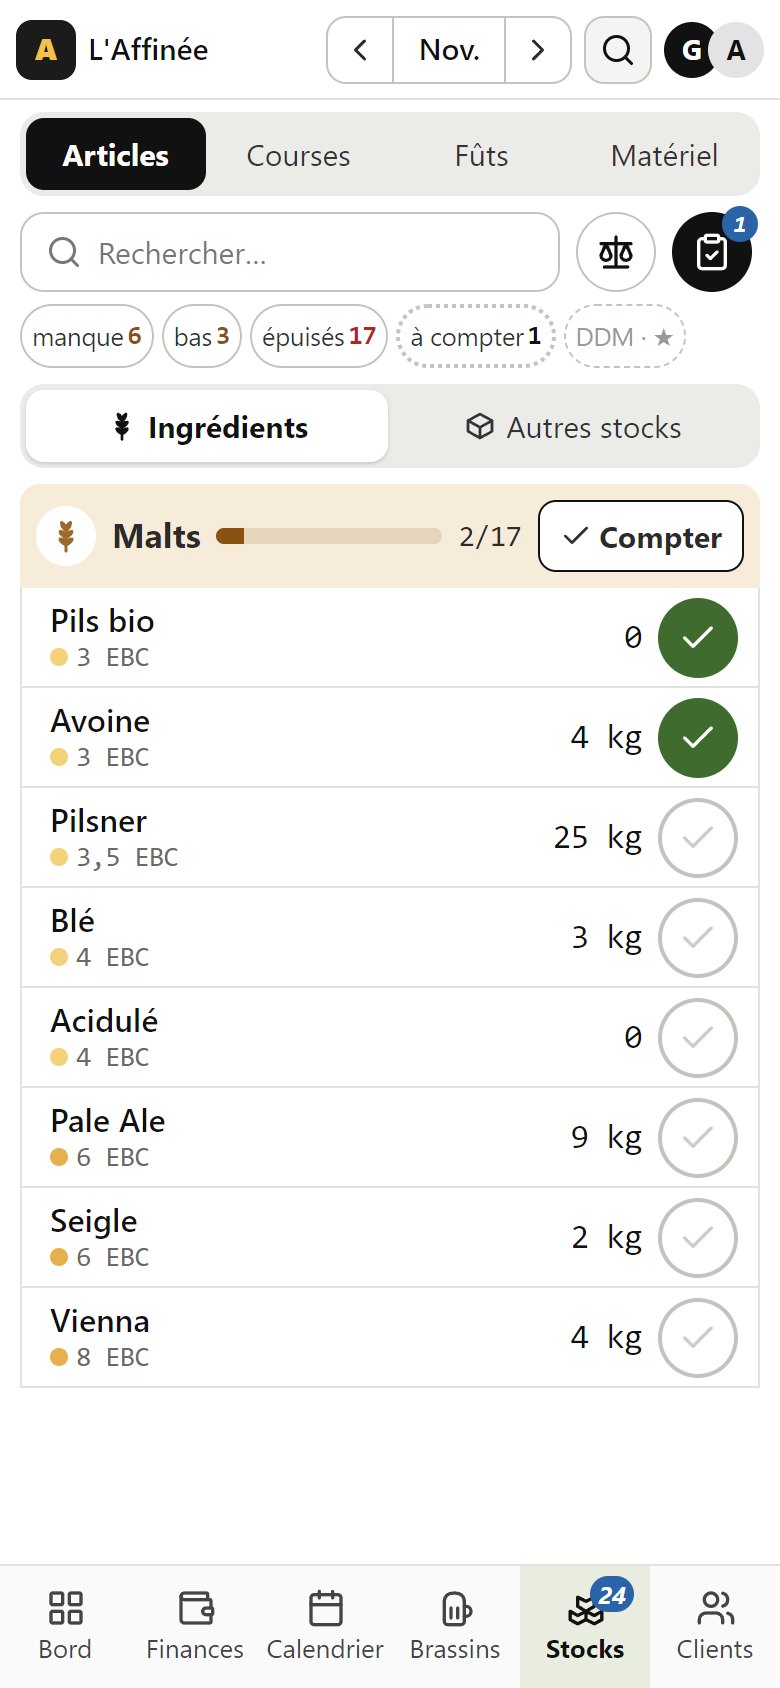 A L'Affinée Nov. G A
Articles Courses Fûts Matériel
Rechercher... 1
manque 6 bas 3 épuisés 17 à compter 1 DDM · ★
Ingrédients Autres stocks
Malts 2/17 Compter
Pils bio
3 EBC
0
Avoine
3 EBC
4 kg
Pilsner
3,5 EBC
25 kg
Blé
4 EBC
3 kg
Acidulé
4 EBC
0
Pale Ale
6 EBC
9 kg
Seigle
6 EBC
2 kg
Vienna
8 EBC
4 kg
24
Bord Finances Calendrier Brassins Stocks Clients